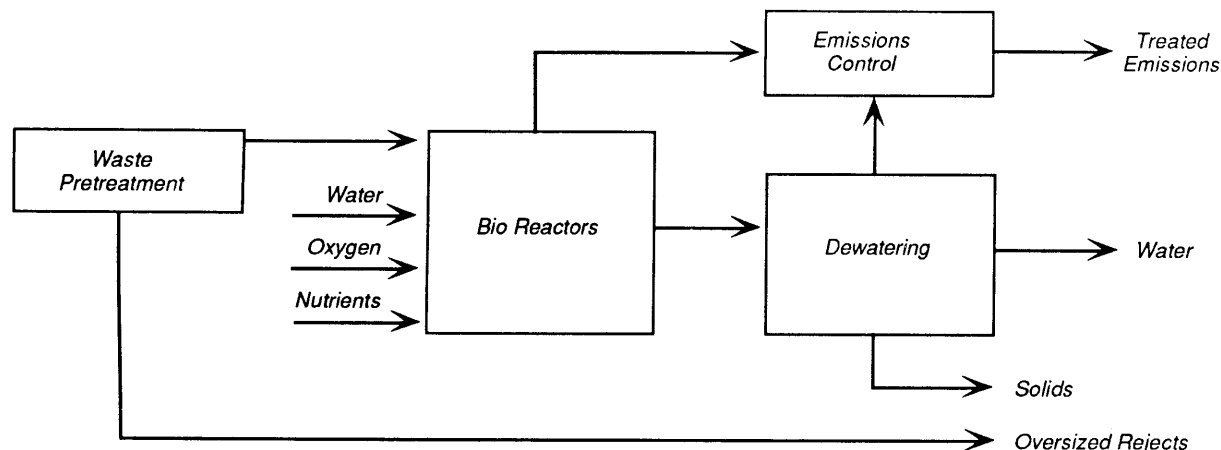 Emissions
Control
Treated
Emissions
Waste
Pretreatment
Water
Oxygen
Nutrients
Bio Reactors
Dewatering
Water
Solids
Oversized Rejects